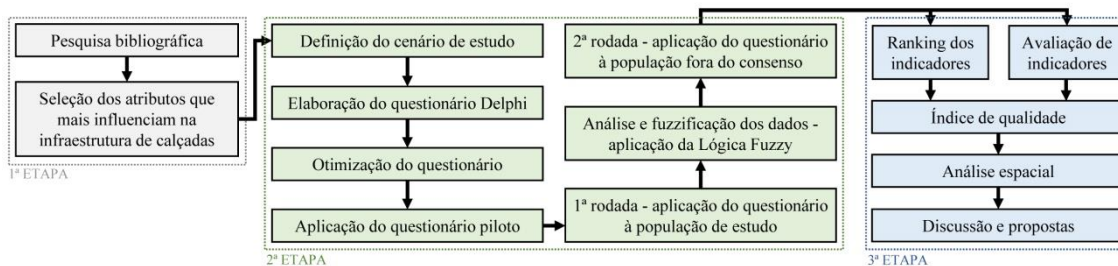 Pesquisa bibliográfica
Seleção dos atributos que
mais influenciam na
infraestrutura de calçadas
1ª ETAPA
Definição do cenário de estudo
Elaboração do questionário Delphi
Otimização do questionário
Aplicação do questionário piloto
2ª rodada - aplicação do questionário
à população fora do consenso
Análise e fuzzificação dos dados -
aplicação da Lógica Fuzzy
1ª rodada - aplicação do questionário
à população de estudo
2ª ETAPA
Ranking dos
indicadores
Avaliação de
indicadores
Índice de qualidade
Análise espacial
Discussão e propostas
3ª ETAPA